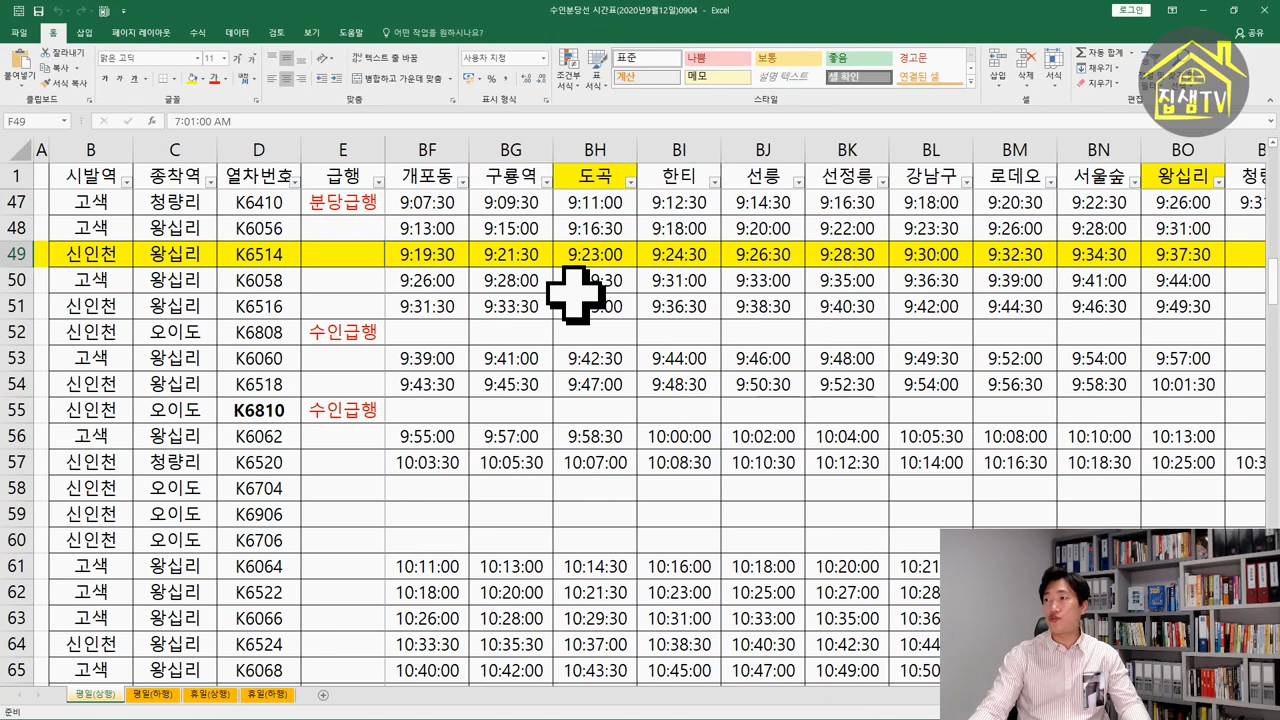 수인분당선 시간표(2020년9월12일)0904 - Excel
로그인
파일 홈 삽입 페이지 레이아웃 수식 데이터 검토 보기 도움말 어떤 작업을 원하시나요? 공유
붙여넣기 잘라내기 복사 서식 복사 클립보드
맑은 고딕 11 글꼴
텍스트 줄 바꿈 병합하고 가운데 맞춤 맞춤
사용자 지정 표시 형식
조건부 서식 표 서식
표준 나쁨 보통 좋음 경고문
계산 메모 설명 텍스트 셀 확인 연결된 셀
스타일
삽입 삭제 서식 셀
자동 합계 채우기 지우기 편집
집샘TV
F49 7:01:00 AM
A B C D E BF BG BH BI BJ BK BL BM BN BO
1 시발역 종착역 열차번호 급행 개포동 구룡역 도곡 한티 선릉 선정릉 강남구 로데오 서울숲 왕십리 청량
47 고색 청량리 K6410 분당급행 9:07:30 9:09:30 9:11:00 9:12:30 9:14:30 9:16:30 9:18:00 9:20:30 9:22:30 9:26:00 9:31
48 고색 왕십리 K6056 9:13:00 9:15:00 9:16:30 9:18:00 9:20:00 9:22:00 9:23:30 9:26:00 9:28:00 9:31:00
49 신인천 왕십리 K6514 9:19:30 9:21:30 9:23:00 9:24:30 9:26:30 9:28:30 9:30:00 9:32:30 9:34:30 9:37:30
50 고색 왕십리 K6058 9:26:00 9:28:00 :30 9:31:00 9:33:00 9:35:00 9:36:30 9:39:00 9:41:00 9:44:00
51 신인천 왕십리 K6516 9:31:30 9:33:30 :00 9:36:30 9:38:30 9:40:30 9:42:00 9:44:30 9:46:30 9:49:30
52 신인천 오이도 K6808 수인급행
53 고색 왕십리 K6060 9:39:00 9:41:00 9:42:30 9:44:00 9:46:00 9:48:00 9:49:30 9:52:00 9:54:00 9:57:00
54 신인천 왕십리 K6518 9:43:30 9:45:30 9:47:00 9:48:30 9:50:30 9:52:30 9:54:00 9:56:30 9:58:30 10:01:30
55 신인천 오이도 K6810 수인급행
56 고색 왕십리 K6062 9:55:00 9:57:00 9:58:30 10:00:00 10:02:00 10:04:00 10:05:30 10:08:00 10:10:00 10:13:00
57 신인천 청량리 K6520 10:03:30 10:05:30 10:07:00 10:08:30 10:10:30 10:12:30 10:14:00 10:16:30 10:18:30 10:25:00 10:3
58 신인천 오이도 K6704
59 신인천 오이도 K6906
60 신인천 오이도 K6706
61 고색 왕십리 K6064 10:11:00 10:13:00 10:14:30 10:16:00 10:18:00 10:20:00 10:21
62 고색 왕십리 K6522 10:18:00 10:20:00 10:21:30 10:23:00 10:25:00 10:27:00 10:28
63 고색 왕십리 K6066 10:26:00 10:28:00 10:29:30 10:31:00 10:33:00 10:35:00 10:36
64 신인천 왕십리 K6524 10:33:30 10:35:30 10:37:00 10:38:30 10:40:30 10:42:30 10:44
65 고색 왕십리 K6068 10:40:00 10:42:00 10:43:30 10:45:00 10:47:00 10:49:00 10:50
평일(상행) 평일(하행) 휴일(상행) 휴일(하행)
준비